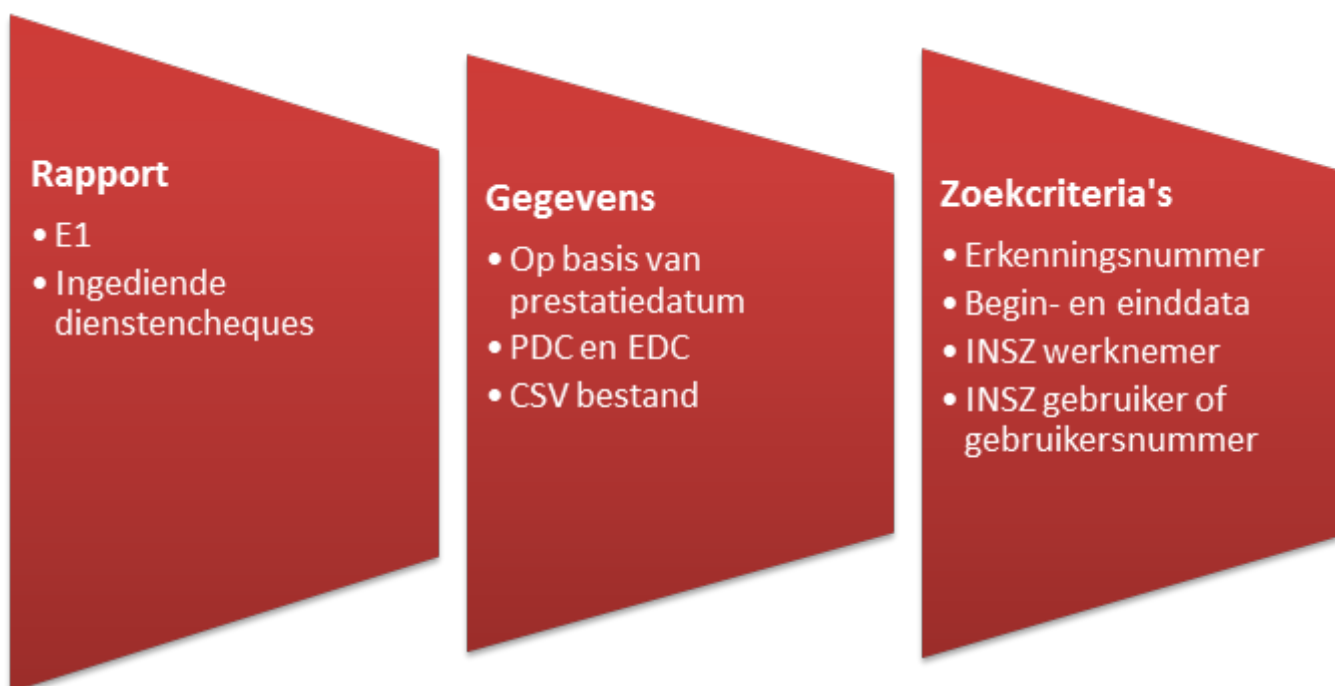 Rapport
• E1
• Ingediende
dienstencheques
Gegevens
• Op basis van
prestatiedatum
• PDC en EDC
• CSV bestand
Zoekcriteria's
• Erkenningsnummer
• Begin- en einddata
• INSZ werknemer
• INSZ gebruiker of
gebruikersnummer